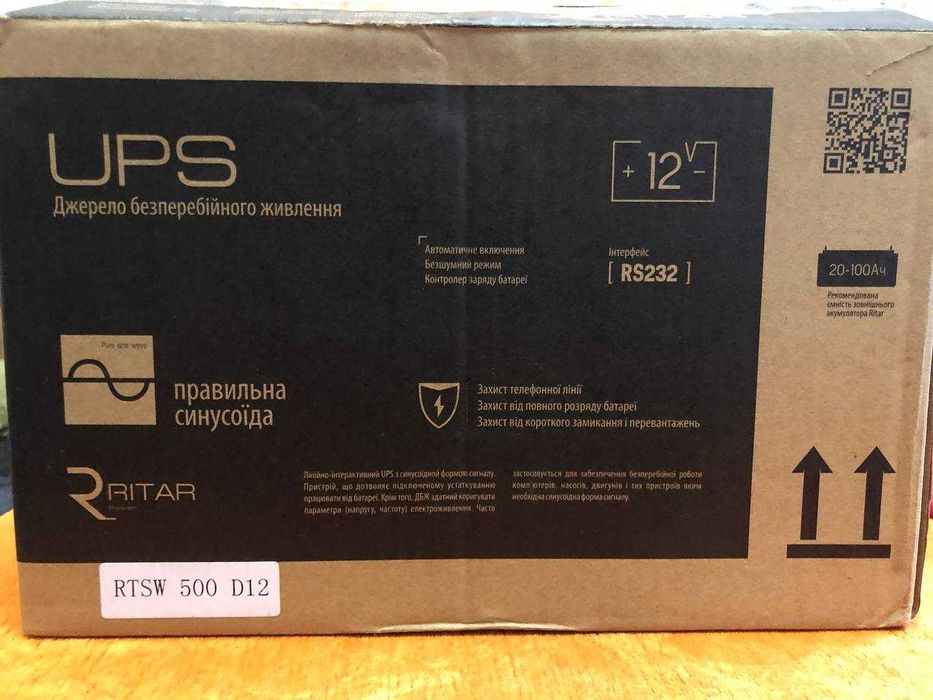 UPS
Джерело безперебійного живлення
+ 12 V -
Автоматичне включення
Безшумний режим
Контролер заряду батареї
Інтерфейс
[ RS232 ]
20-100Ач
Рекомендована
ємність зовнішнього
акумулятора Ritar
Pure sine wave
правильна
синусоїда
Захист телефонної лінії
Захист від повного розряду батареї
Захист від короткого замикання і перевантажень
RITAR
Power
Лінійно-інтерактивний UPS з синусоїдної формою сигналу.
Пристрій, що дозволяє підключеному устаткуванню
працювати від батареї. Крім того, ДБЖ здатний коригувати
параметри (напругу, частоту) електроживлення. Часто
застосовується для забезпечення безперебійної роботи
комп'ютерів, насосів, двигунів і тих пристроїв яким
необхідна синусоїдна форма сигналу.
RTSW 500 D12